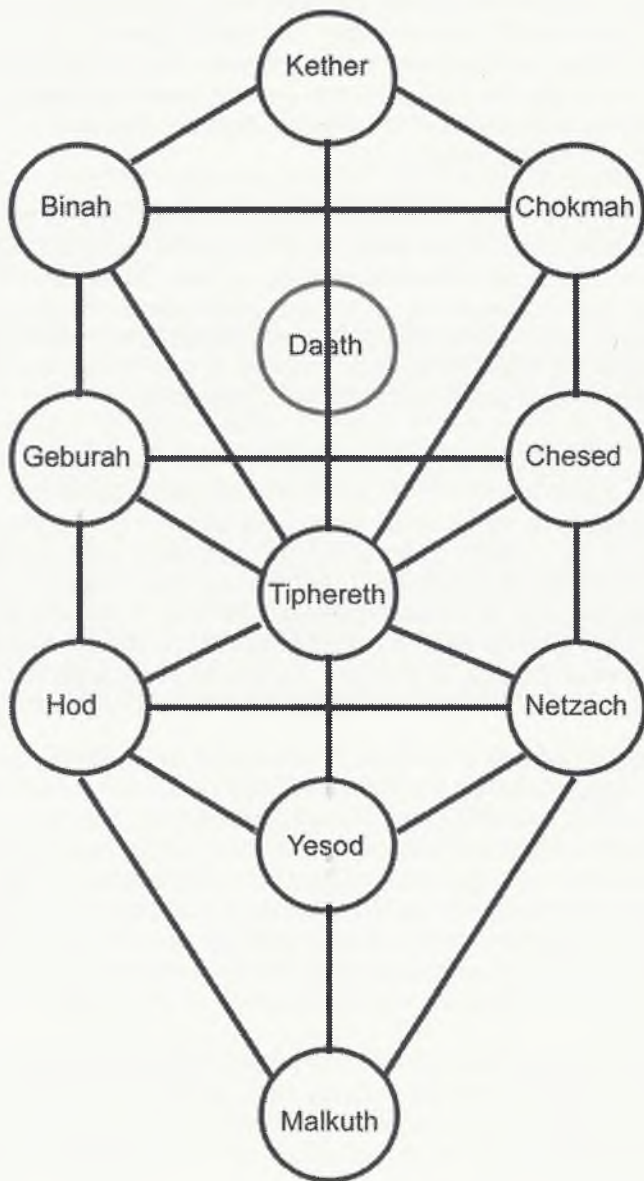 Kether
Binah
Chokmah
Daath
Geburah
Chesed
Tiphereth
Hod
Netzach
Yesod
Malkuth